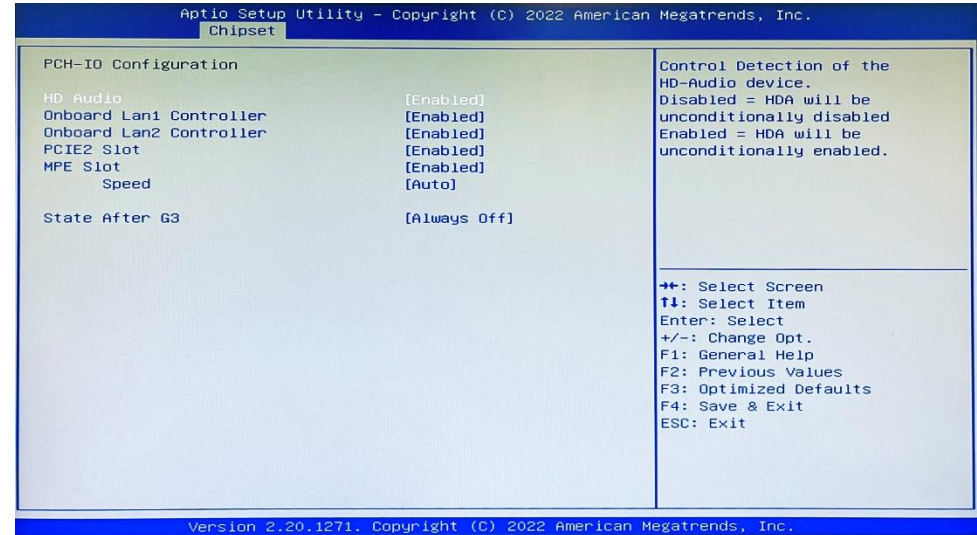 Aptio Setup Utility – Copyright (C) 2022 American Megatrends, Inc.
Chipset
PCH-IO Configuration
HD Audio [Enabled]
Onboard Lan1 Controller [Enabled]
Onboard Lan2 Controller [Enabled]
PCIE2 Slot [Enabled]
MPE Slot [Enabled]
Speed [Auto]
State After G3 [Always Off]
Control Detection of the
HD-Audio device.
Disabled = HDA will be
unconditionally disabled
Enabled = HDA will be
unconditionally enabled.
→←: Select Screen
↑↓: Select Item
Enter: Select
+/-: Change Opt.
F1: General Help
F2: Previous Values
F3: Optimized Defaults
F4: Save & Exit
ESC: Exit
Version 2.20.1271. Copyright (C) 2022 American Megatrends, Inc.